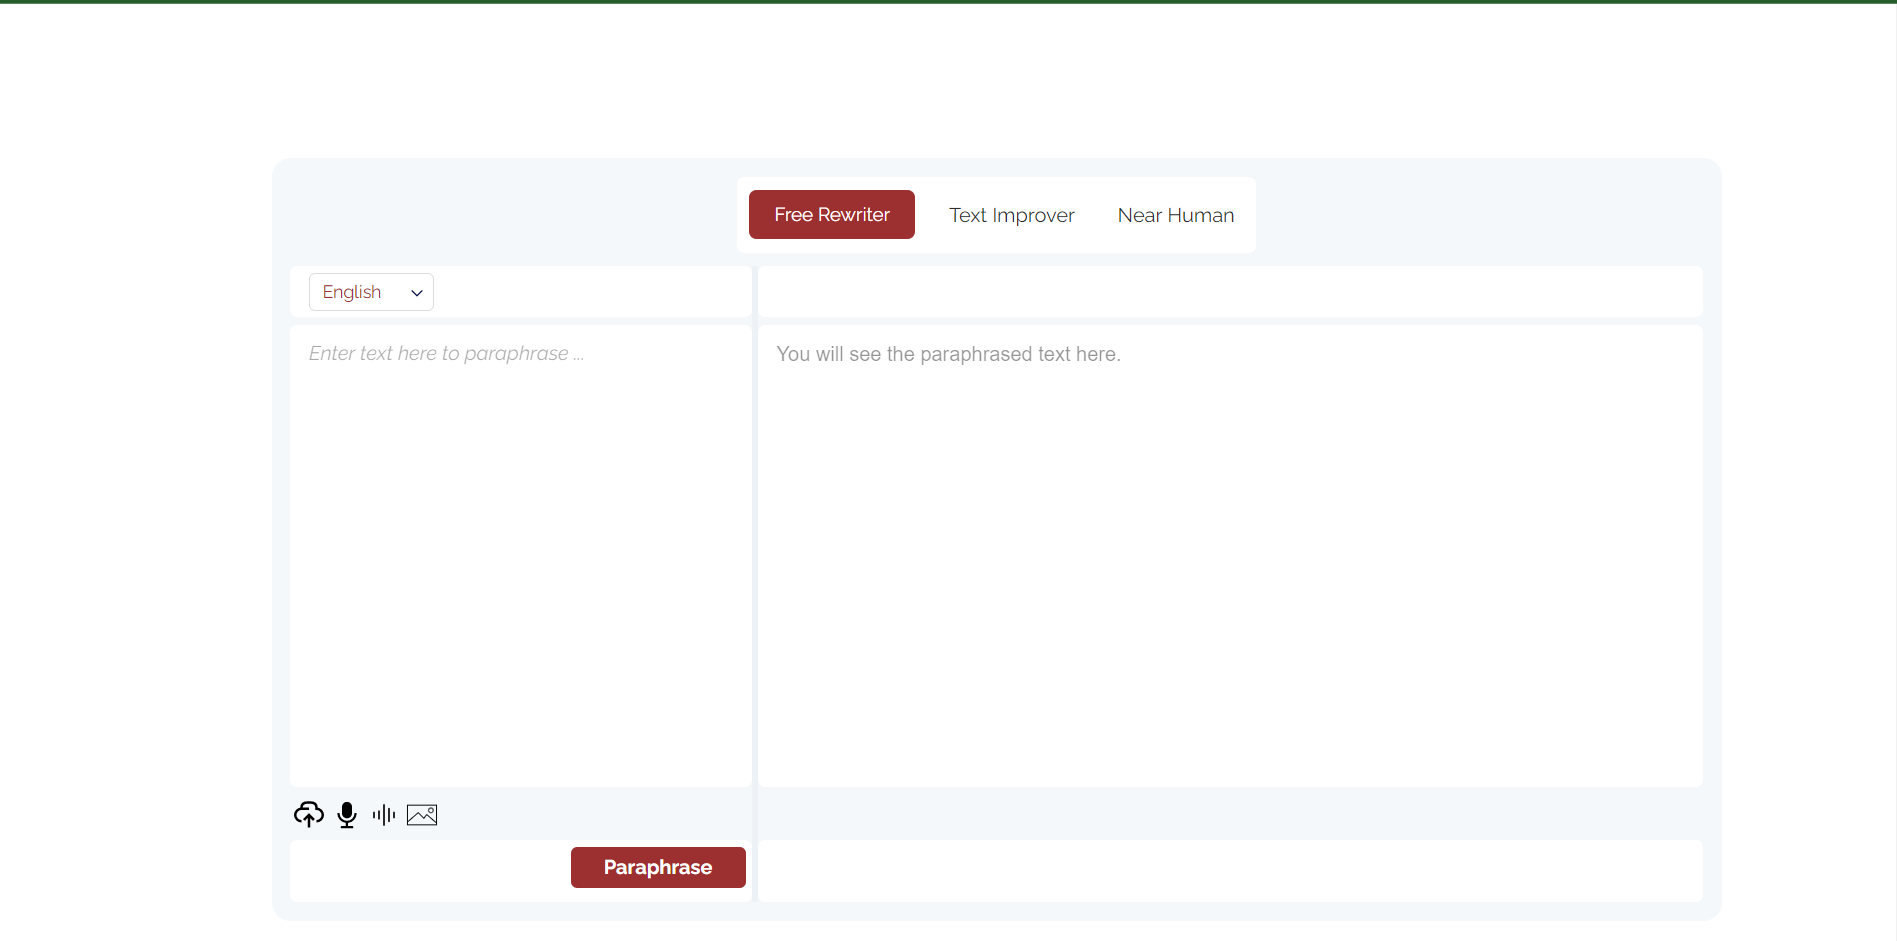 Free Rewriter Text Improver Near Human
English
Enter text here to paraphrase ...
You will see the paraphrased text here.
Paraphrase